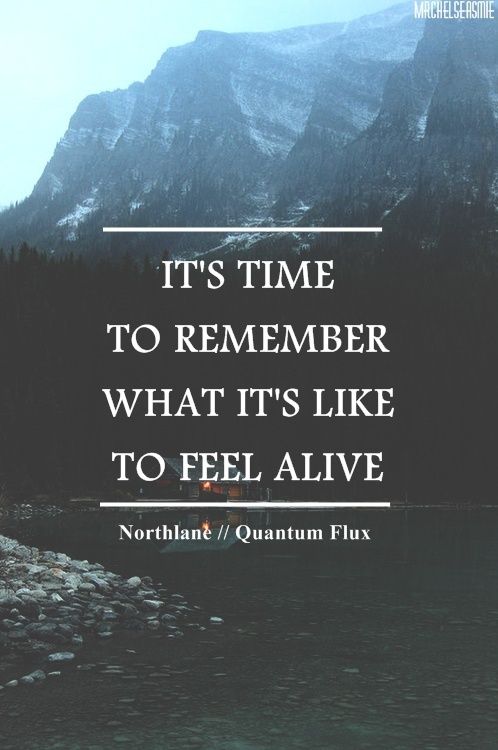 MRCHELSEASMIE
IT'S TIME
TO REMEMBER
WHAT IT'S LIKE
TO FEEL ALIVE
Northlane // Quantum Flux